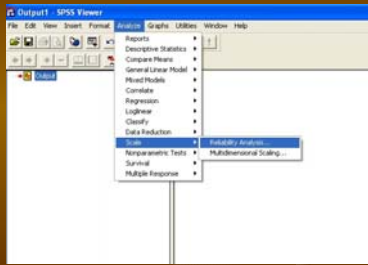 Output1 - SPSS Viewer
File Edit View Insert Format Analyze Graphs Utilities Window Help
Reports
Descriptive Statistics
Compare Means
General Linear Model
Mixed Models
Correlate
Regression
Loglinear
Classify
Data Reduction
Scale
Reliability Analysis...
Multidimensional Scaling...
Nonparametric Tests
Survival
Multiple Response
Output